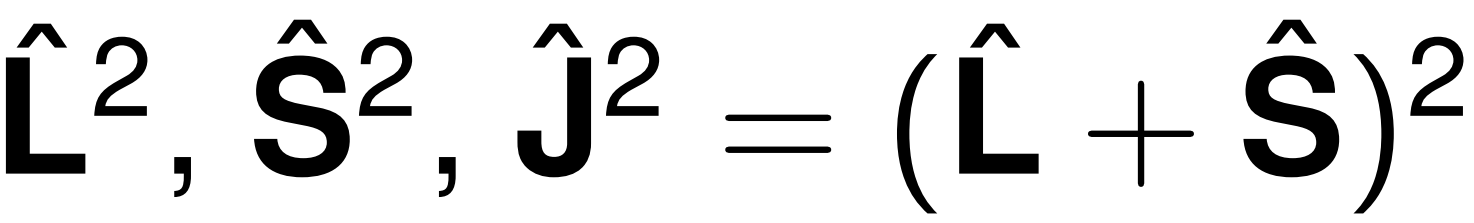 L̂², Ŝ², Ĵ² = (L̂ + Ŝ)²